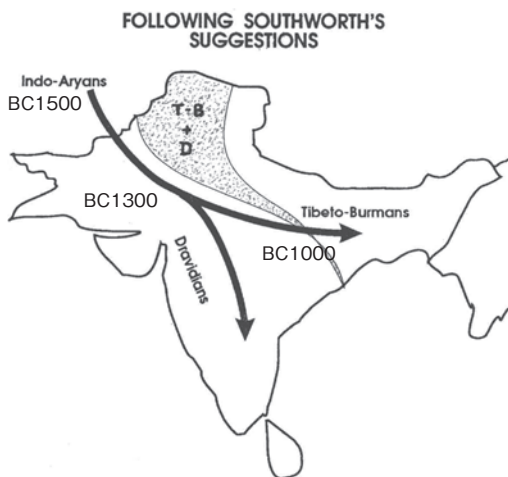 FOLLOWING SOUTHWORTH'S
SUGGESTIONS
Indo-Aryans
BC1500
T-B
+
D
BC1300
Tibeto-Burmans
BC1000
Dravidians